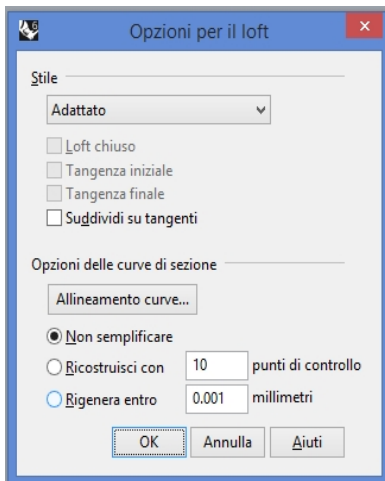 6
Opzioni per il loft
x
Stile
Adattato
Loft chiuso
Tangenza iniziale
Tangenza finale
Suddividi su tangenti
Opzioni delle curve di sezione
Allineamento curve...
Non semplificare
Ricostruisci con 10 punti di controllo
Rigenera entro 0.001 millimetri
OK Annulla Aiuti